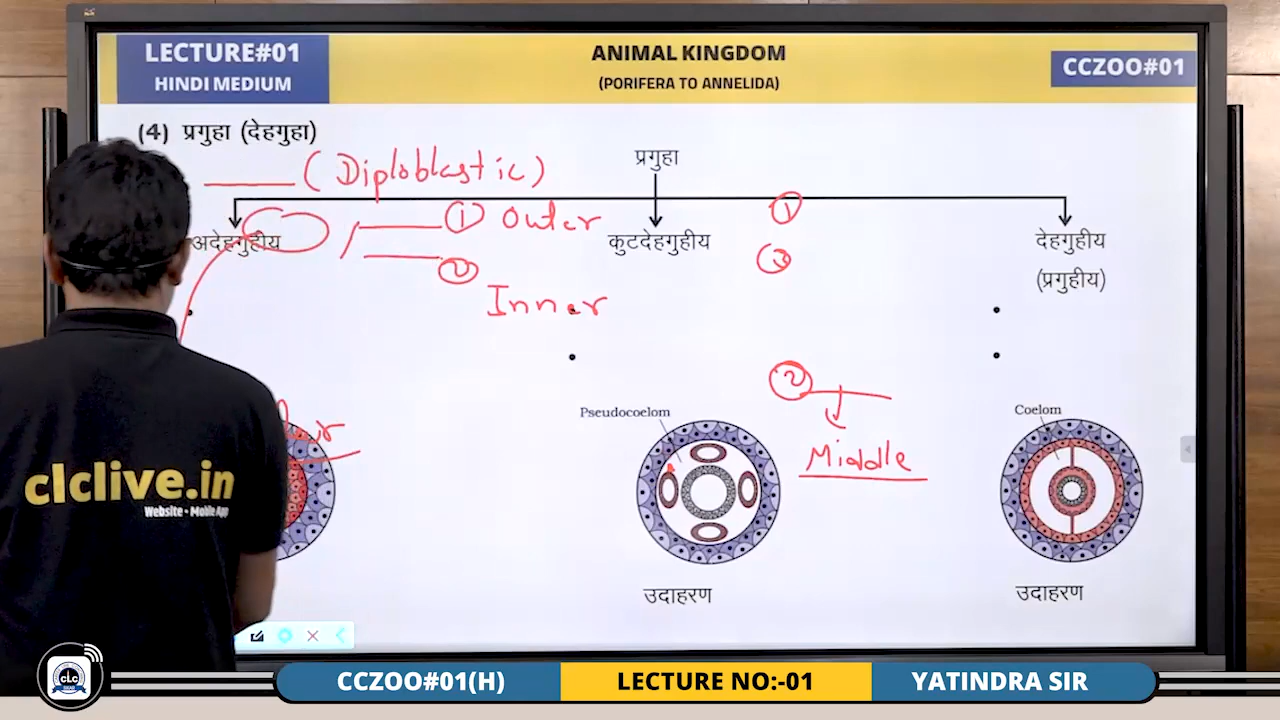 LECTURE#01
HINDI MEDIUM
ANIMAL KINGDOM
(PORIFERA TO ANNELIDA)
CCZOO#01
(4) प्रगुहा (देहगुहा)
(Diploblastic)
प्रगुहा
① Outer
①
अदेहगुहीय
कुटदेहगुहीय
देहगुहीय
(प्रगुहीय)
②
Inner
②
Middle
Pseudocoelom
Coelom
उदाहरण
उदाहरण
clclive.in
Website • Mobile App
CLC
SIKAR
CCZOO#01(H)
LECTURE NO:-01
YATINDRA SIR